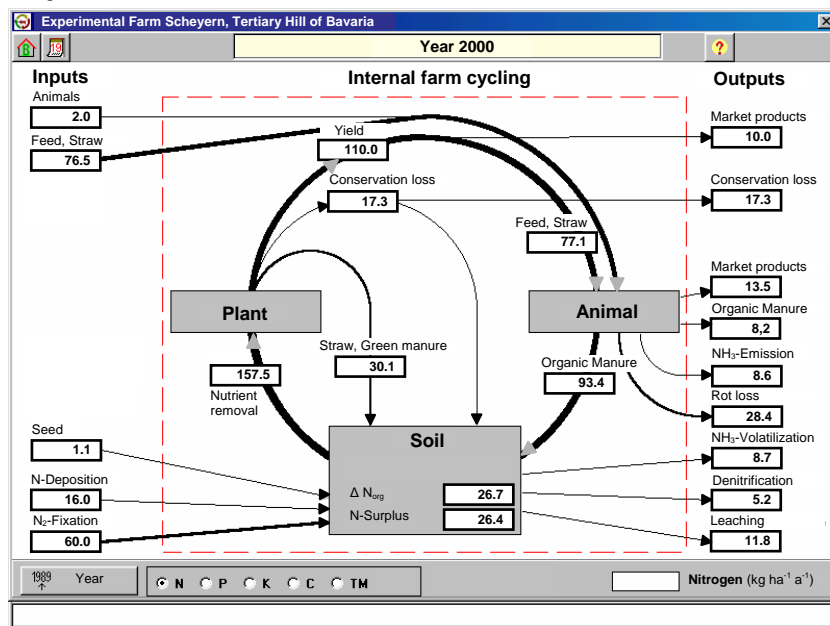 Experimental Farm Scheyern, Tertiary Hill of Bavaria
19
Year 2000
?
Inputs
Internal farm cycling
Outputs
Animals
2.0
Feed, Straw
76.5
Yield
110.0
Market products
10.0
Conservation loss
17.3
Conservation loss
17.3
Feed, Straw
77.1
Plant
Animal
Market products
13.5
Organic Manure
8,2
Straw, Green manure
30.1
157.5
Nutrient
removal
Organic Manure
93.4
NH₃-Emission
8.6
Rot loss
28.4
Seed
1.1
N-Deposition
16.0
N₂-Fixation
60.0
Soil
Δ Norg
26.7
N-Surplus
26.4
NH₃-Volatilization
8.7
Denitrification
5.2
Leaching
11.8
1989 Year
N P K C TM
Nitrogen (kg ha⁻¹ a⁻¹)